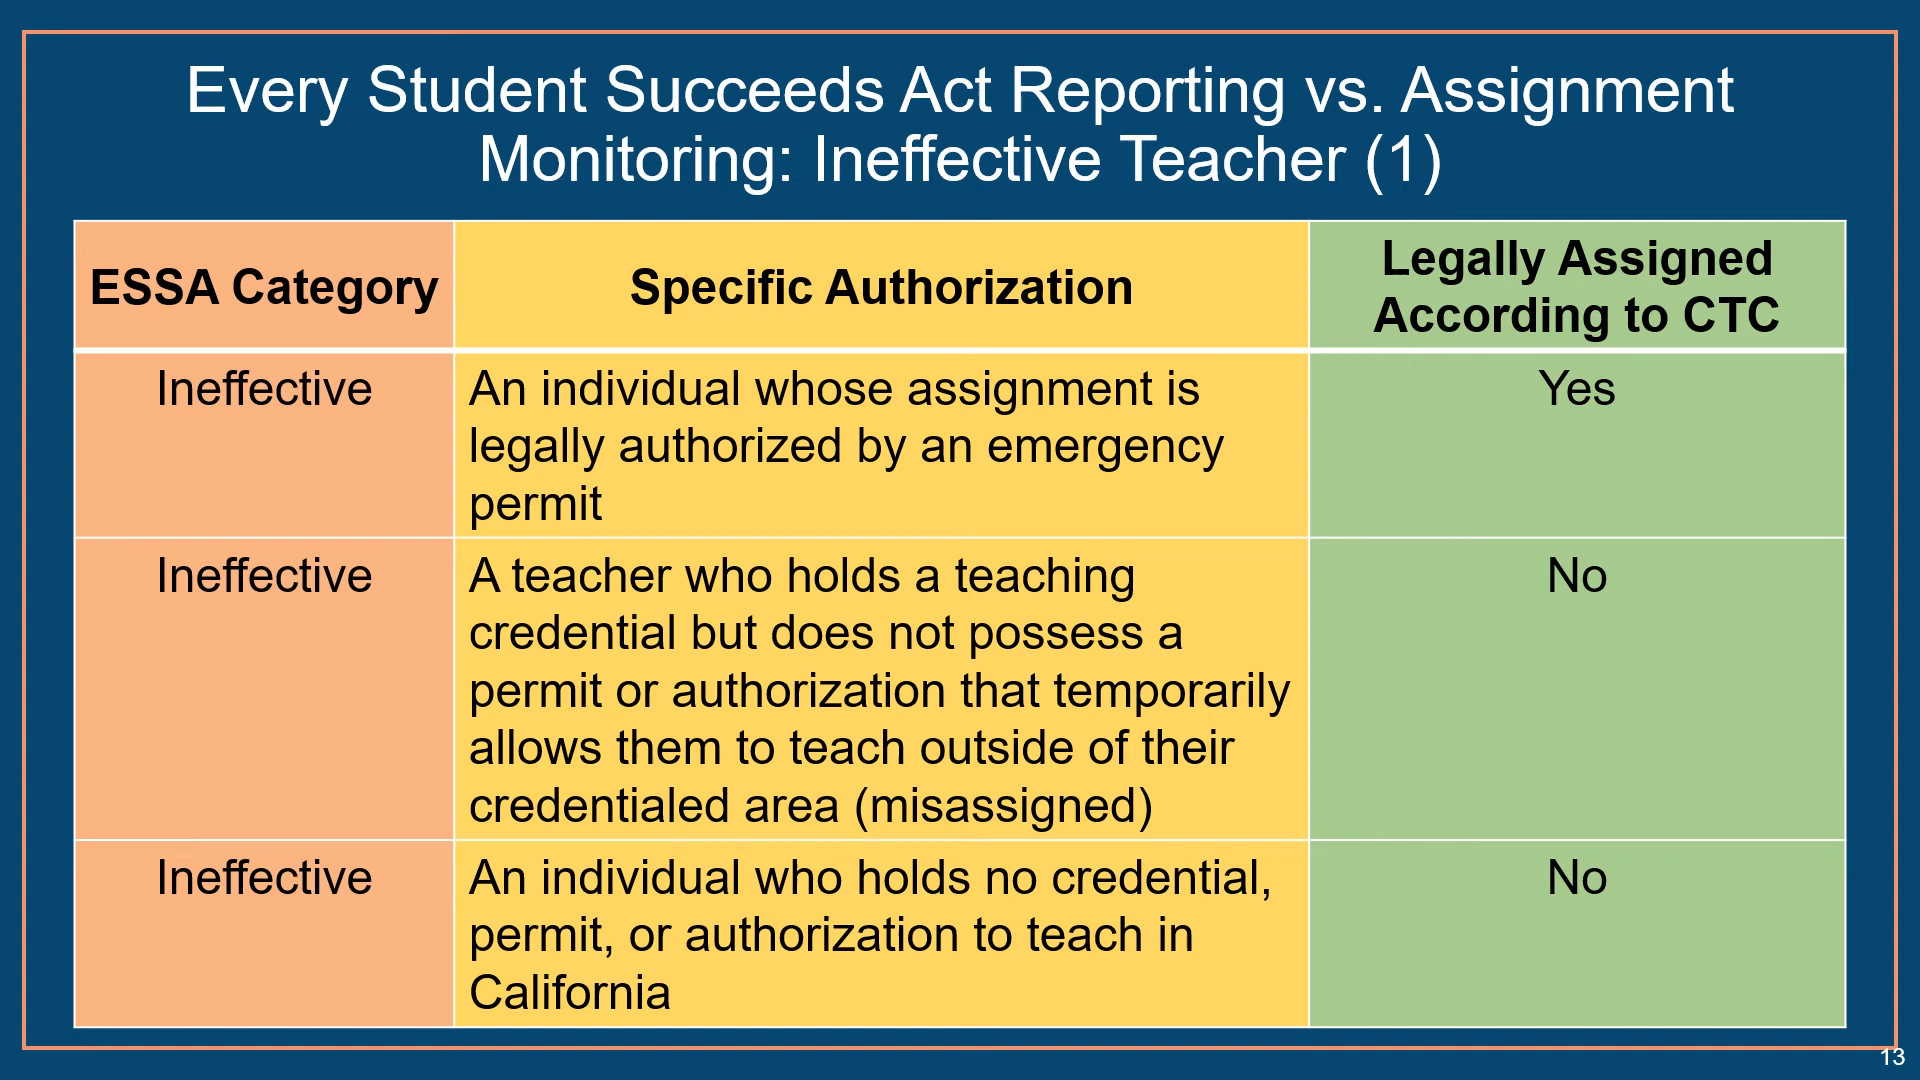 Every Student Succeeds Act Reporting vs. Assignment
Monitoring: Ineffective Teacher (1)
ESSA Category
Specific Authorization
Legally Assigned
According to CTC
Ineffective
An individual whose assignment is
legally authorized by an emergency
permit
Yes
Ineffective
A teacher who holds a teaching
credential but does not possess a
permit or authorization that temporarily
allows them to teach outside of their
credentialed area (misassigned)
No
Ineffective
An individual who holds no credential,
permit, or authorization to teach in
California
No
13